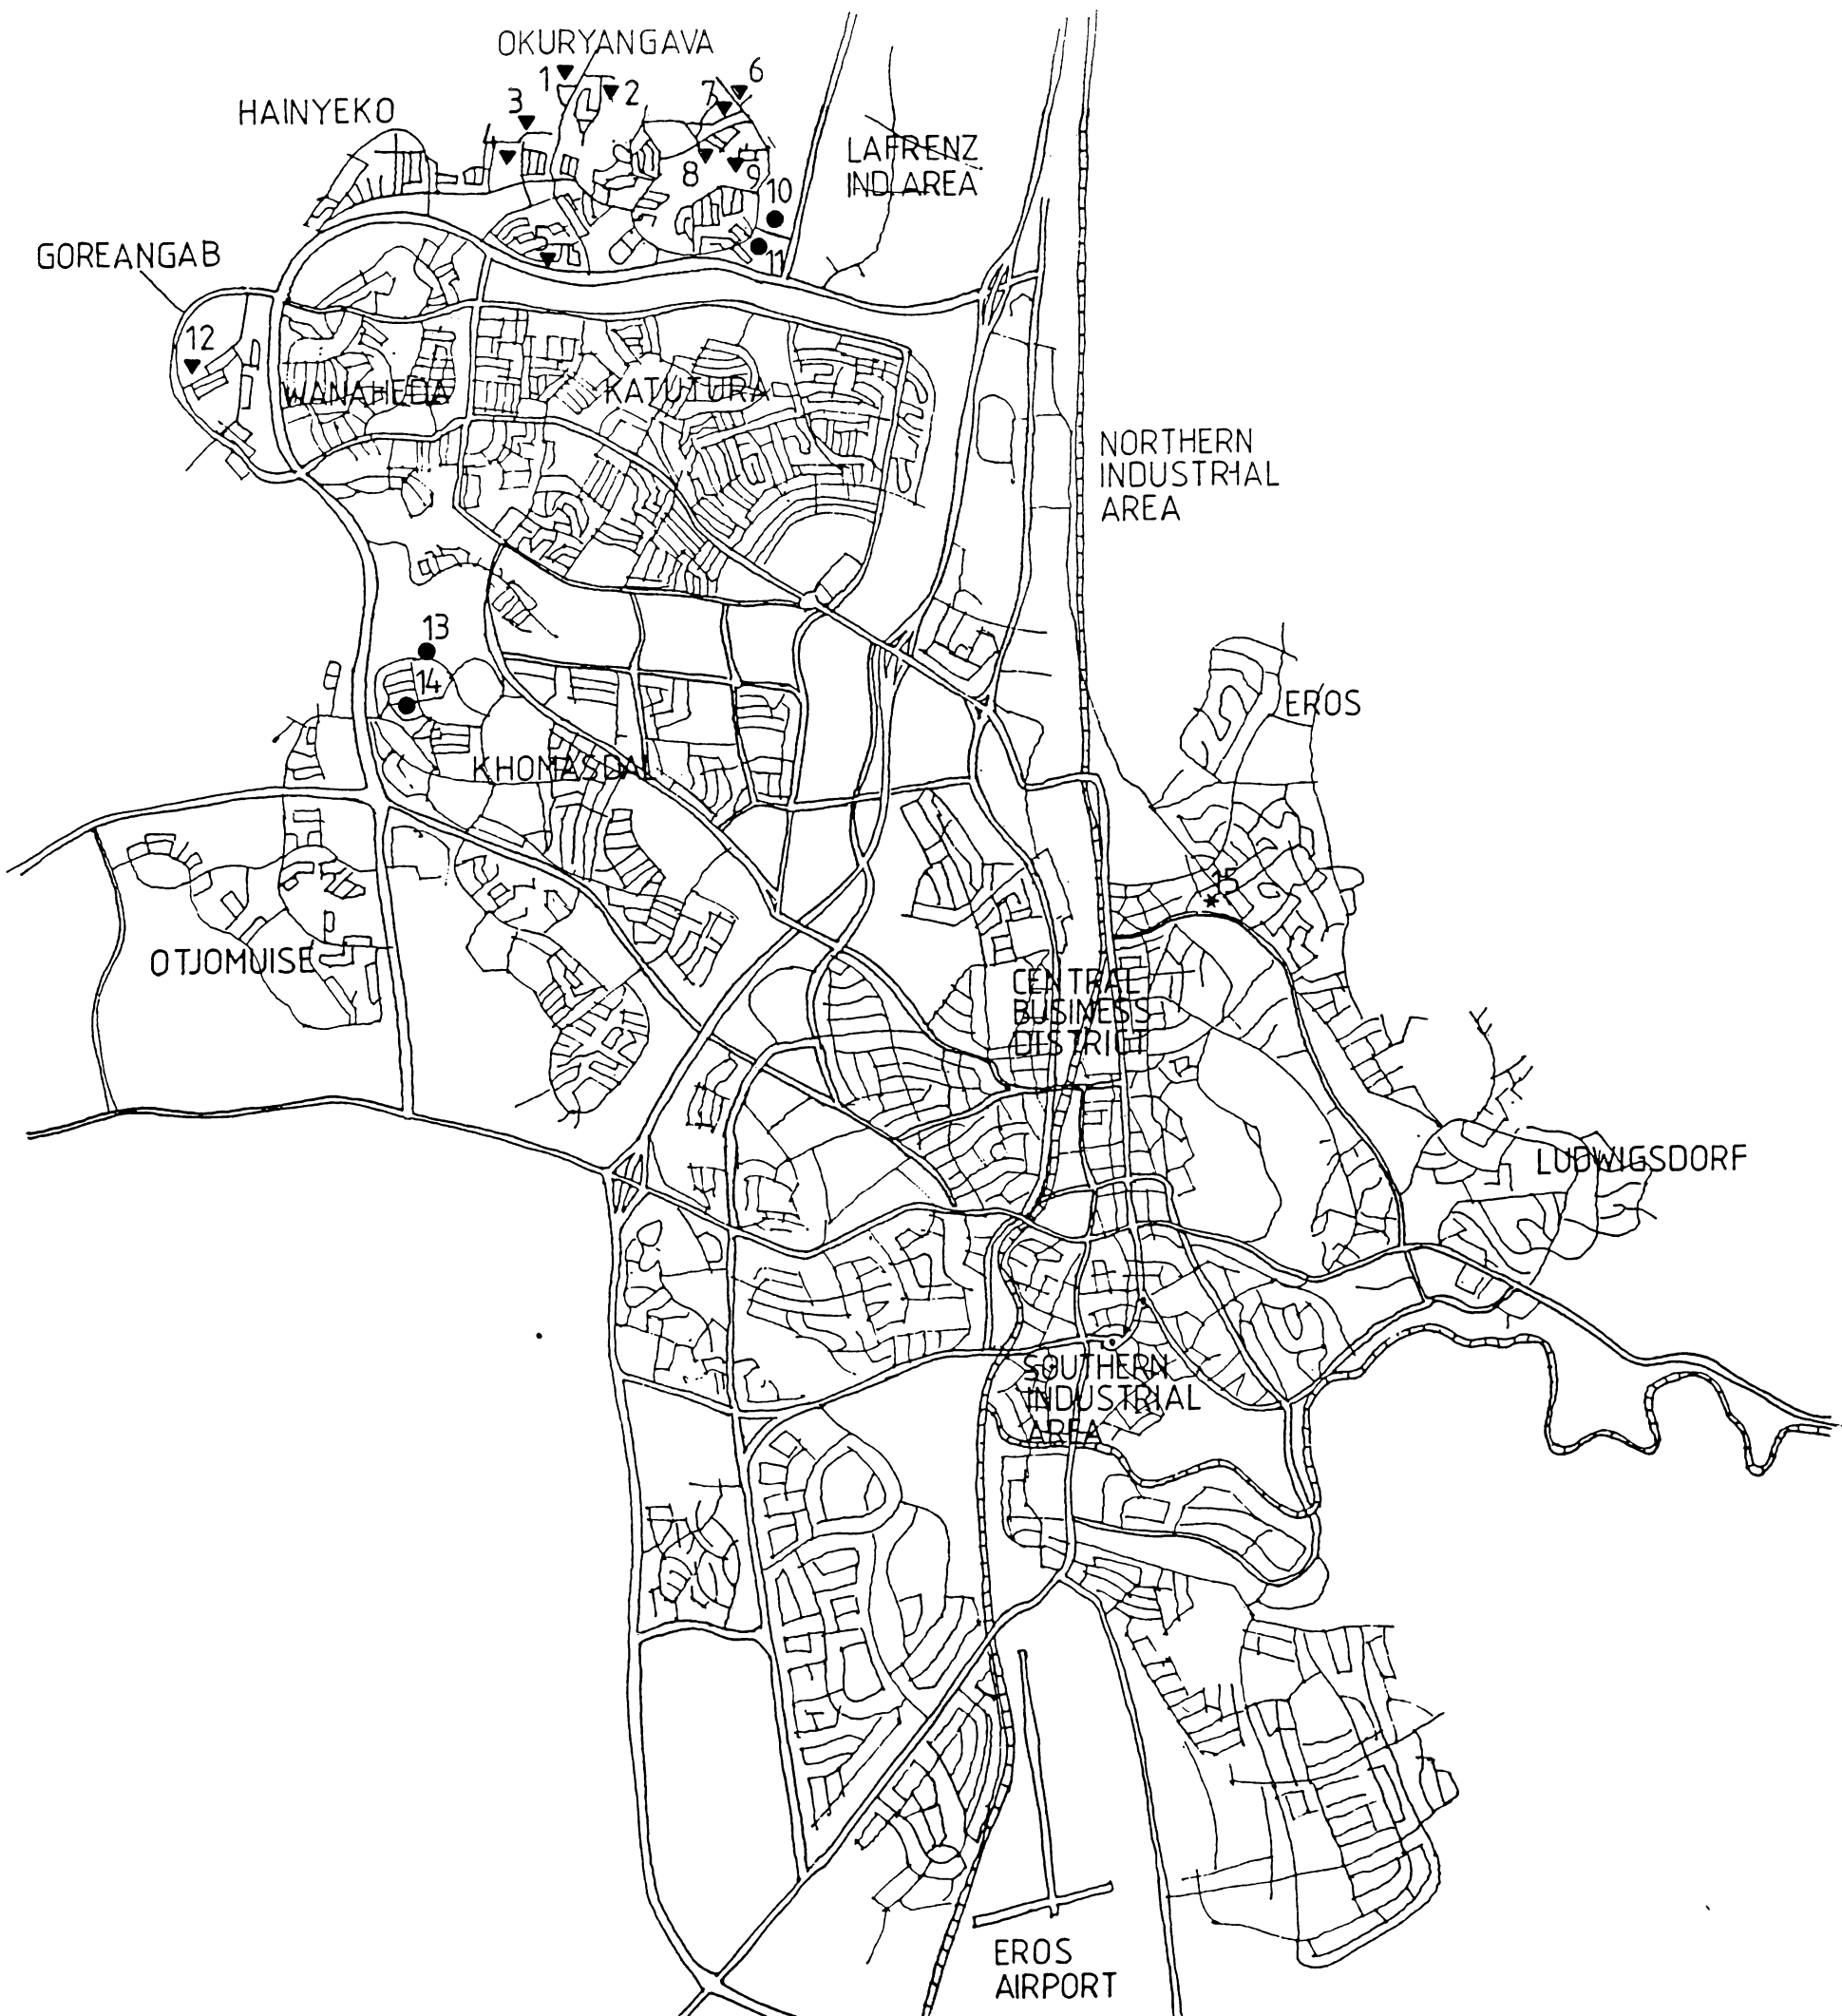 OKURYANGAVA
1
2
6
7
HAINYEKO
3
4
LAFRENZ
IND.AREA
8
9
10
5
11
GOREANGAB
12
WANAHEDA
KATUTURA
NORTHERN
INDUSTRIAL
AREA
13
14
EROS
KHOMASDAL
15
OTJOMUISE
CENTRAL
BUSINESS
DISTRICT
LUDWIGSDORF
SOUTHERN
INDUSTRIAL
AREA
EROS
AIRPORT